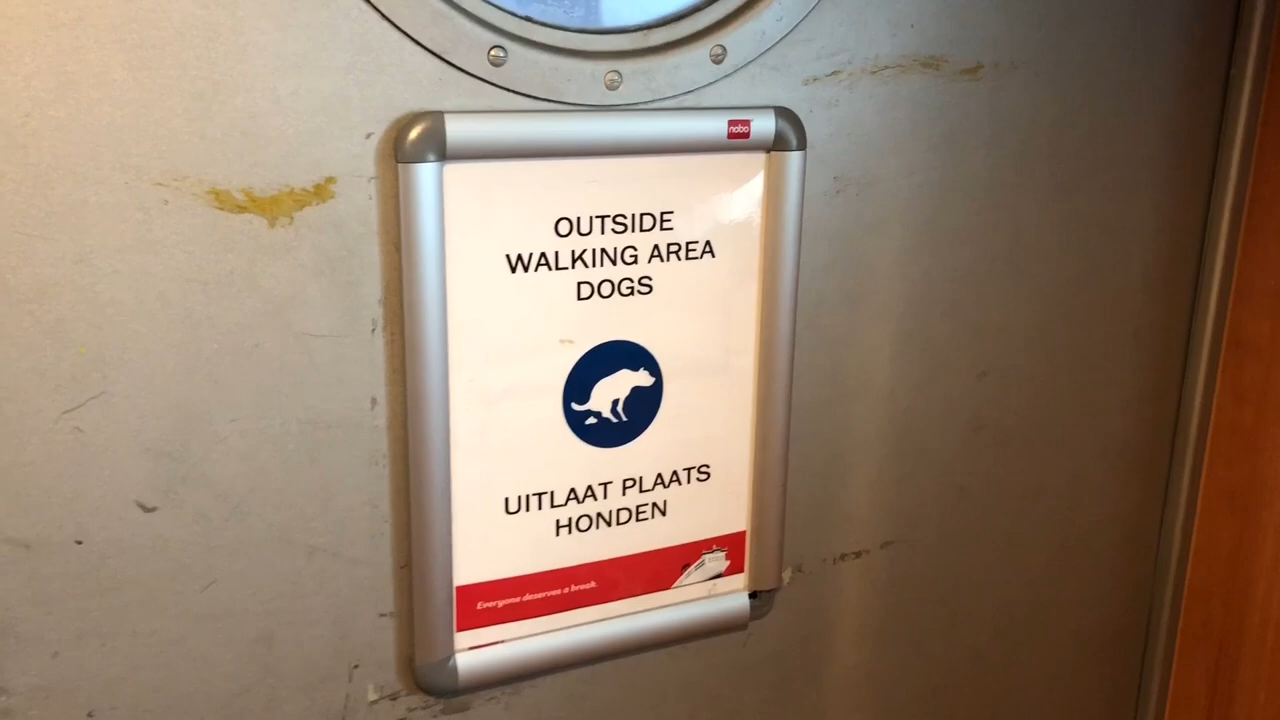 nobo
OUTSIDE
WALKING AREA
DOGS
UITLAAT PLAATS
HONDEN
Everyone deserves a break.